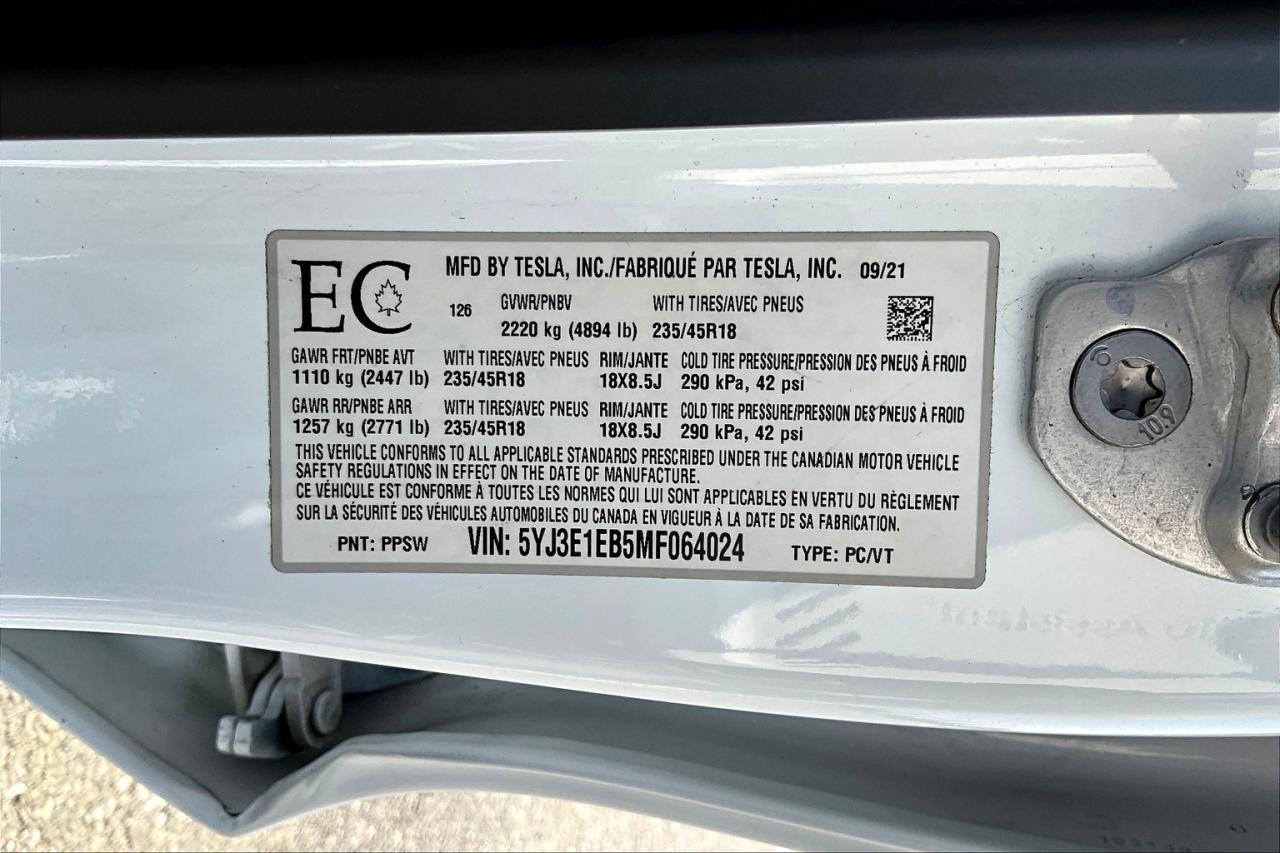 EC
MFD BY TESLA, INC./FABRIQUÉ PAR TESLA, INC. 09/21
126 GVWR/PNBV WITH TIRES/AVEC PNEUS
2220 kg (4894 lb) 235/45R18
GAWR FRT/PNBE AVT WITH TIRES/AVEC PNEUS RIM/JANTE COLD TIRE PRESSURE/PRESSION DES PNEUS À FROID
1110 kg (2447 lb) 235/45R18 18X8.5J 290 kPa, 42 psi
GAWR RR/PNBE ARR WITH TIRES/AVEC PNEUS RIM/JANTE COLD TIRE PRESSURE/PRESSION DES PNEUS À FROID
1257 kg (2771 lb) 235/45R18 18X8.5J 290 kPa, 42 psi
THIS VEHICLE CONFORMS TO ALL APPLICABLE STANDARDS PRESCRIBED UNDER THE CANADIAN MOTOR VEHICLE
SAFETY REGULATIONS IN EFFECT ON THE DATE OF MANUFACTURE.
CE VÉHICULE EST CONFORME À TOUTES LES NORMES QUI LUI SONT APPLICABLES EN VERTU DU RÈGLEMENT
SUR LA SÉCURITÉ DES VÉHICULES AUTOMOBILES DU CANADA EN VIGUEUR À LA DATE DE SA FABRICATION.
PNT: PPSW VIN: 5YJ3E1EB5MF064024 TYPE: PC/VT
10.9